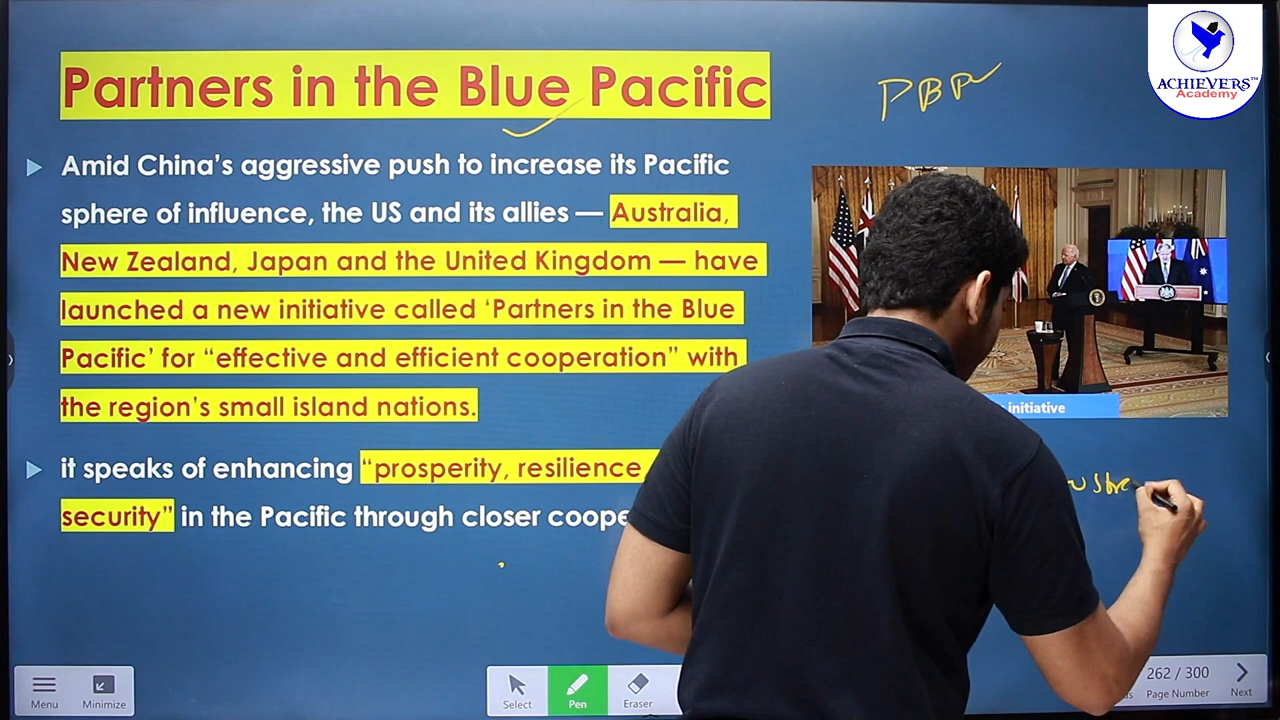 Partners in the Blue Pacific
PBP
ACHIEVERS™
Academy
Amid China's aggressive push to increase its Pacific
sphere of influence, the US and its allies — Australia,
New Zealand, Japan and the United Kingdom — have
launched a new initiative called ‘Partners in the Blue
Pacific’ for “effective and efficient cooperation” with
the region's small island nations.
initiative
it speaks of enhancing “prosperity, resilience
security” in the Pacific through closer coope
Menu
Minimize
Select
Pen
Eraser
262 / 300
Page Number
Next